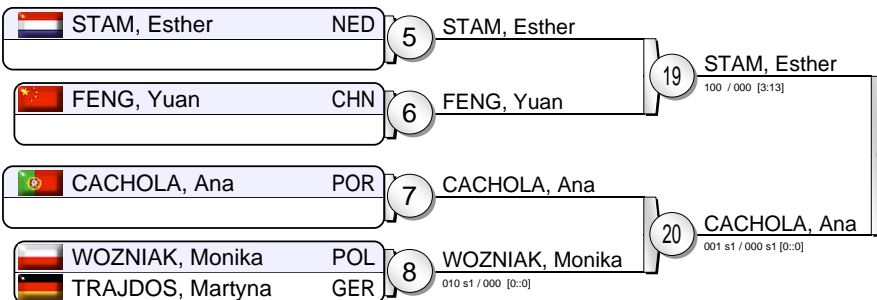 STAM, Esther NED
5
STAM, Esther
19
STAM, Esther
100 / 000 [3:13]
FENG, Yuan CHN
6
FENG, Yuan
CACHOLA, Ana POR
7
CACHOLA, Ana
20
CACHOLA, Ana
001 s1 / 000 s1 [0::0]
WOZNIAK, Monika POL
TRAJDOS, Martyna GER
8
WOZNIAK, Monika
010 s1 / 000 [0::0]